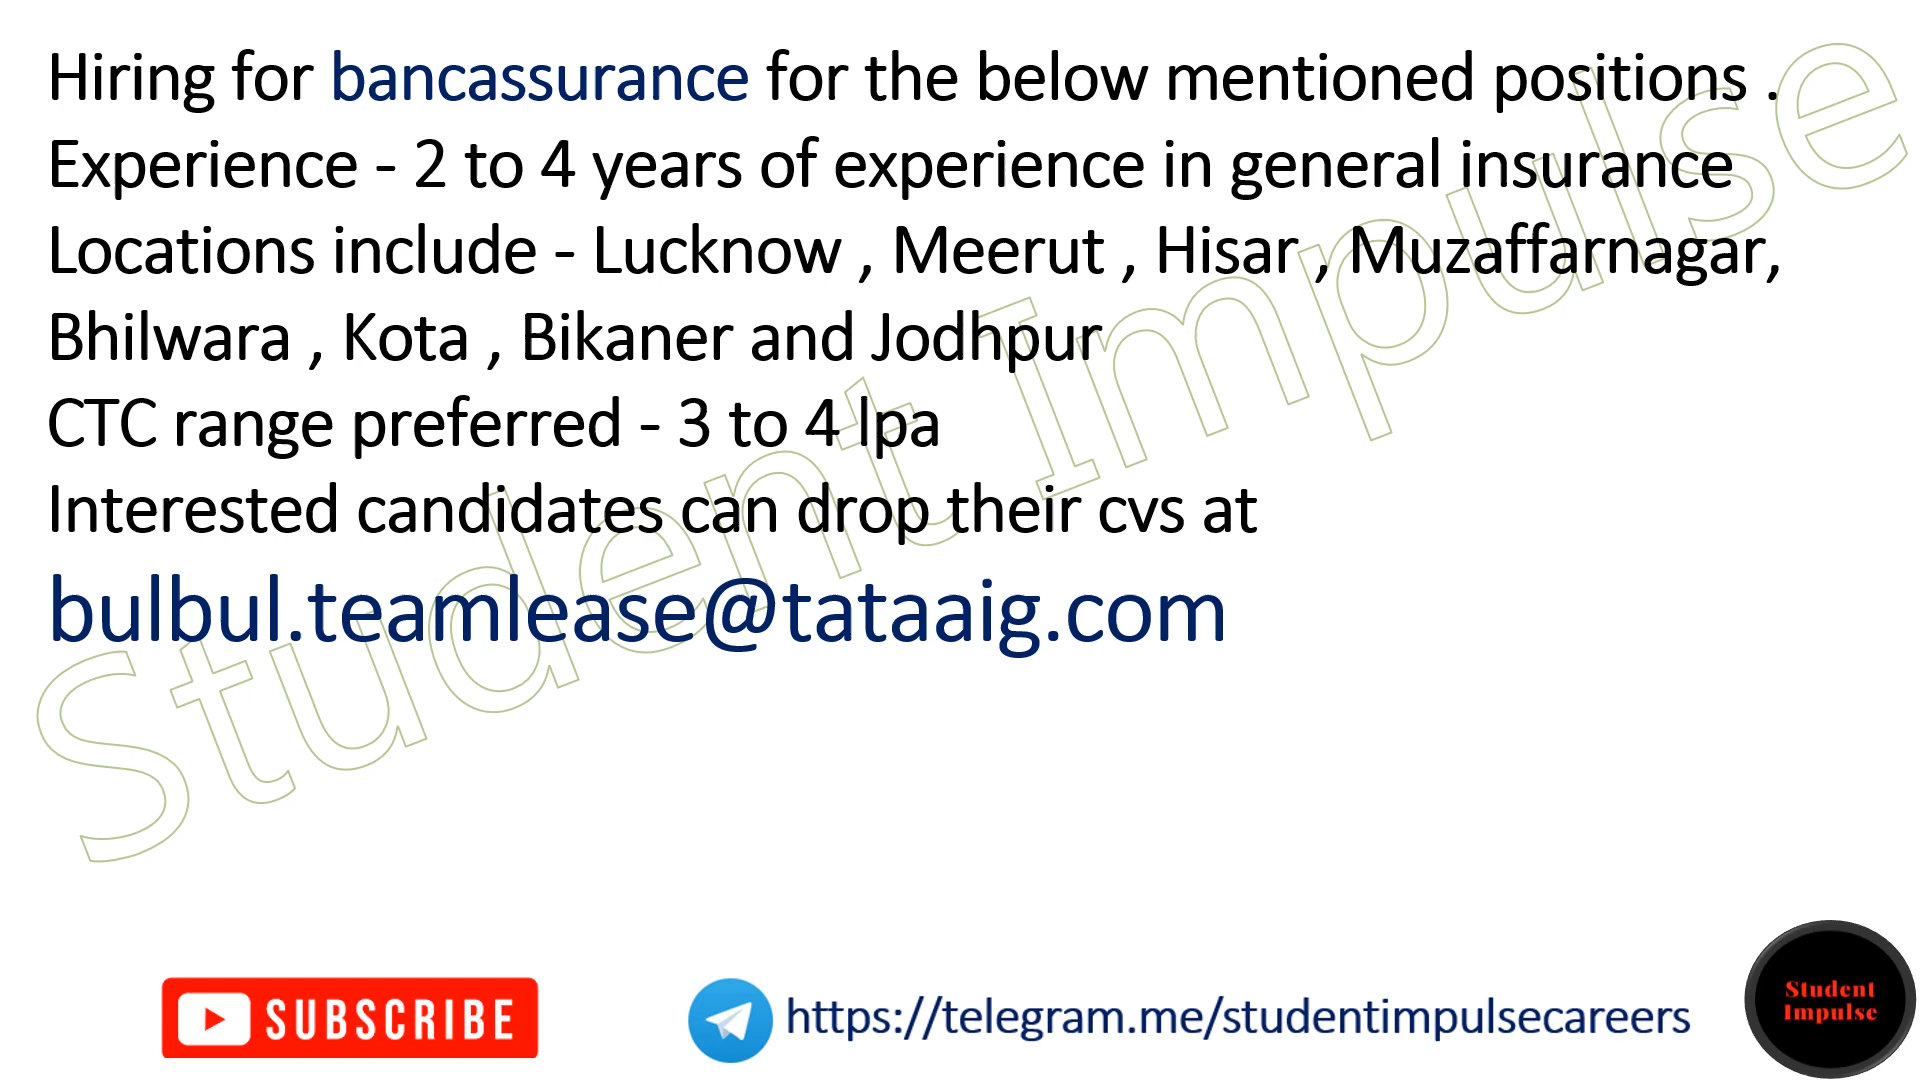 Hiring for bancassurance for the below mentioned positions .
Experience - 2 to 4 years of experience in general insurance
Locations include - Lucknow , Meerut , Hisar , Muzaffarnagar,
Bhilwara , Kota , Bikaner and Jodhpur
CTC range preferred - 3 to 4 lpa
Interested candidates can drop their cvs at
bulbul.teamlease@tataaig.com
Student Impulse
SUBSCRIBE
https://telegram.me/studentimpulsecareers
Student
Impulse